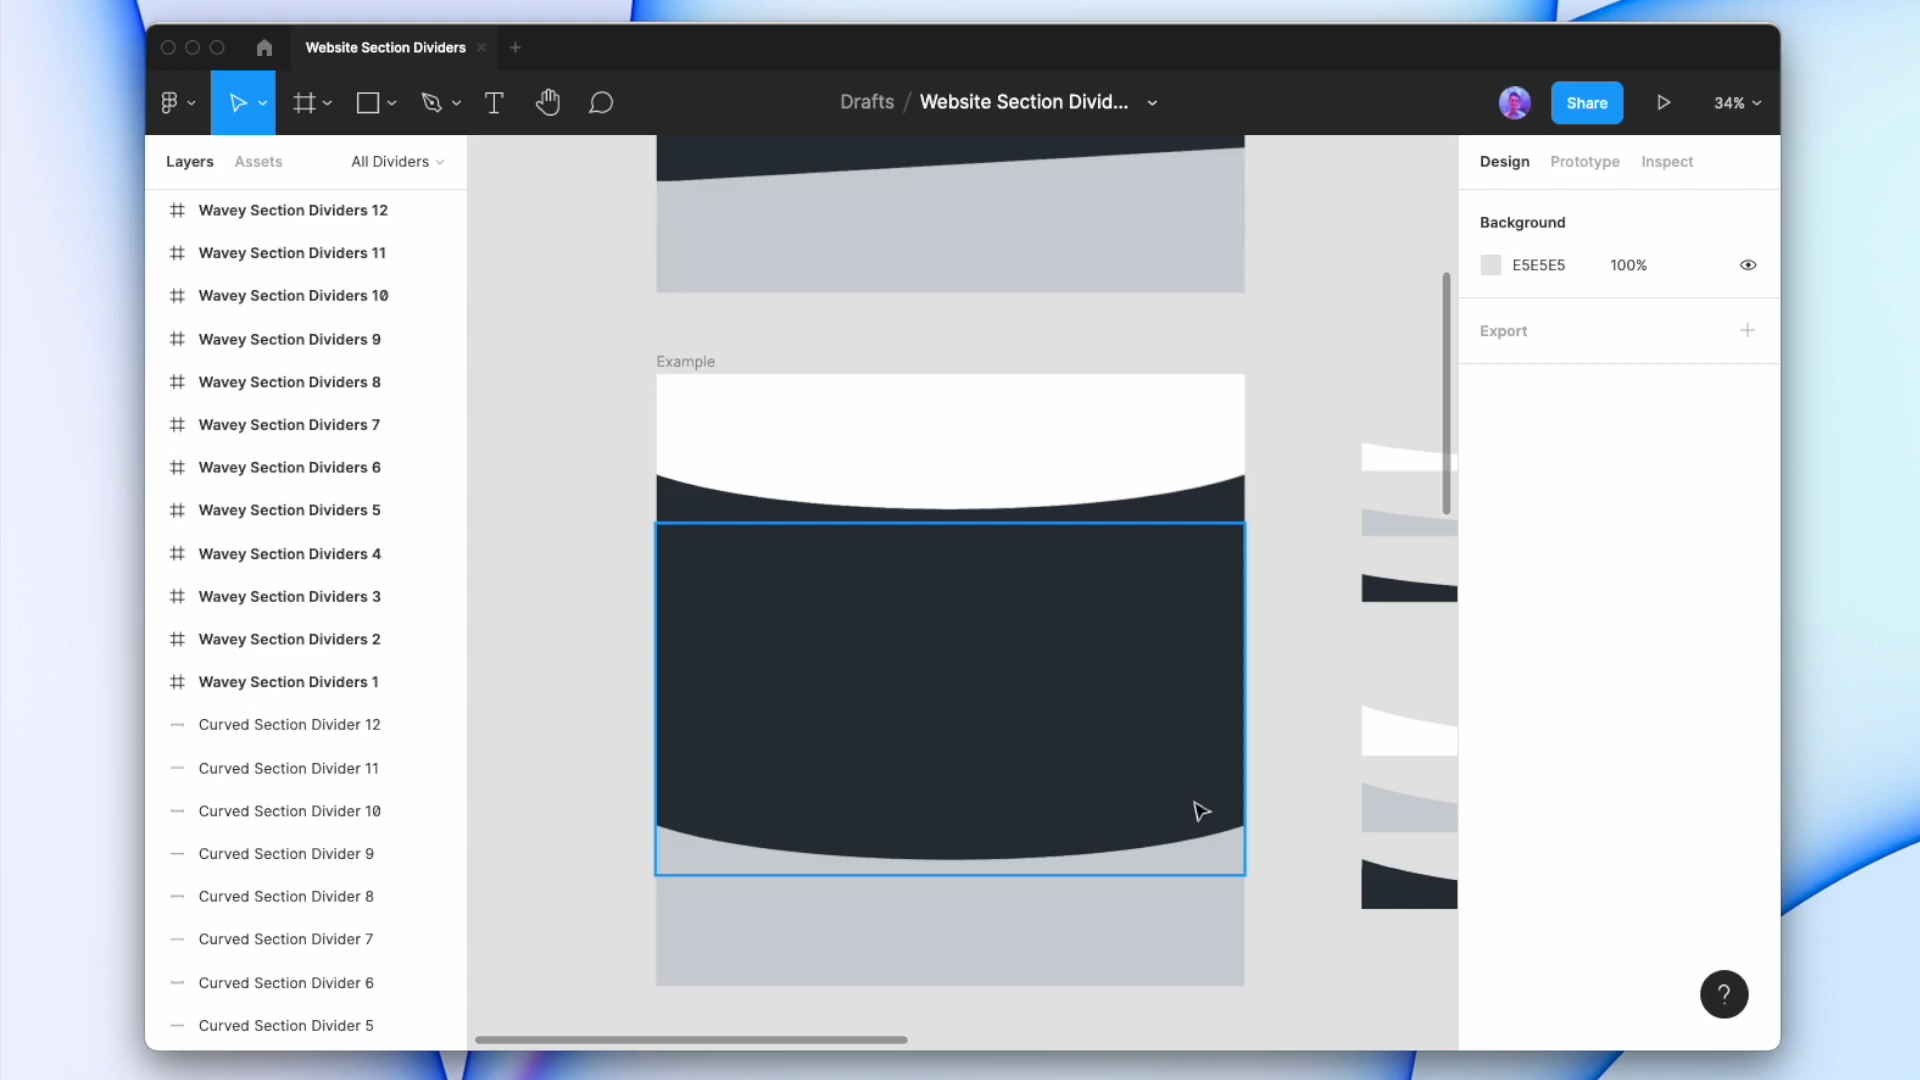 Website Section Dividers
Drafts / Website Section Divid...
Share
34%
Layers
Assets
All Dividers
Design
Prototype
Inspect
Wavey Section Dividers 12
Wavey Section Dividers 11
Wavey Section Dividers 10
Wavey Section Dividers 9
Wavey Section Dividers 8
Wavey Section Dividers 7
Wavey Section Dividers 6
Wavey Section Dividers 5
Wavey Section Dividers 4
Wavey Section Dividers 3
Wavey Section Dividers 2
Wavey Section Dividers 1
Curved Section Divider 12
Curved Section Divider 11
Curved Section Divider 10
Curved Section Divider 9
Curved Section Divider 8
Curved Section Divider 7
Curved Section Divider 6
Curved Section Divider 5
Example
Background
E5E5E5 100%
Export
?